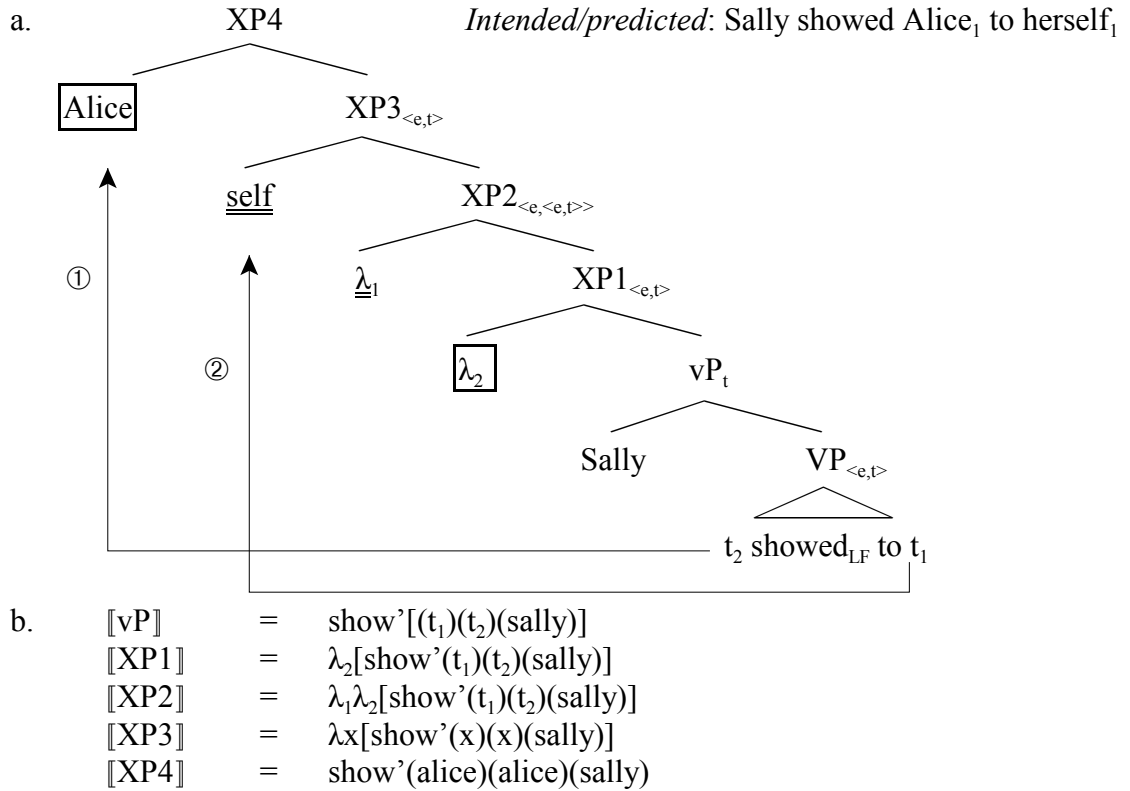 a. XP4 Intended/predicted: Sally showed Alice₁ to herself₁
Alice XP3<e,t>
self XP2<e,<e,t>>
① λ₁ XP1<e,t>
② λ₂ vPₜ
Sally VP<e,t>
t₂ showed_LF to t₁
b. ⟦vP⟧ = show’[(t₁)(t₂)(sally)]
⟦XP1⟧ = λ₂[show’(t₁)(t₂)(sally)]
⟦XP2⟧ = λ₁λ₂[show’(t₁)(t₂)(sally)]
⟦XP3⟧ = λx[show’(x)(x)(sally)]
⟦XP4⟧ = show’(alice)(alice)(sally)